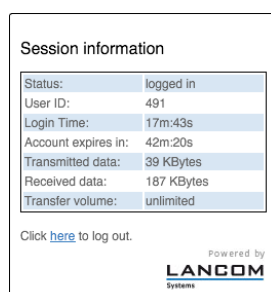 Session information
Status: logged in
User ID: 491
Login Time: 17m:43s
Account expires in: 42m:20s
Transmitted data: 39 KBytes
Received data: 187 KBytes
Transfer volume: unlimited
Click here to log out.
Powered by
LANCOM
Systems